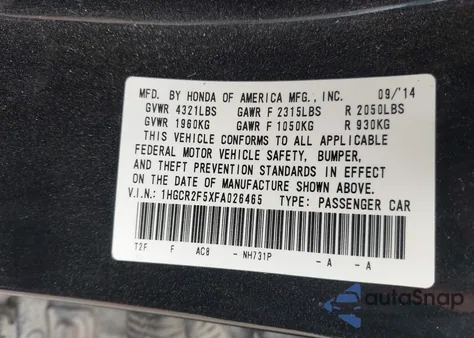 MFD. BY HONDA OF AMERICA MFG., INC. 09/'14
GVWR 4321LBS GAWR F 2315LBS R 2050LBS
GVWR 1960KG GAWR F 1050KG R 930KG
THIS VEHICLE CONFORMS TO ALL APPLICABLE
FEDERAL MOTOR VEHICLE SAFETY, BUMPER,
AND THEFT PREVENTION STANDARDS IN EFFECT
ON THE DATE OF MANUFACTURE SHOWN ABOVE.
V.I.N.: 1HGCR2F5XFA026465 TYPE: PASSENGER CAR
T2F F AC8 - NH731P - A - A
autoSnap